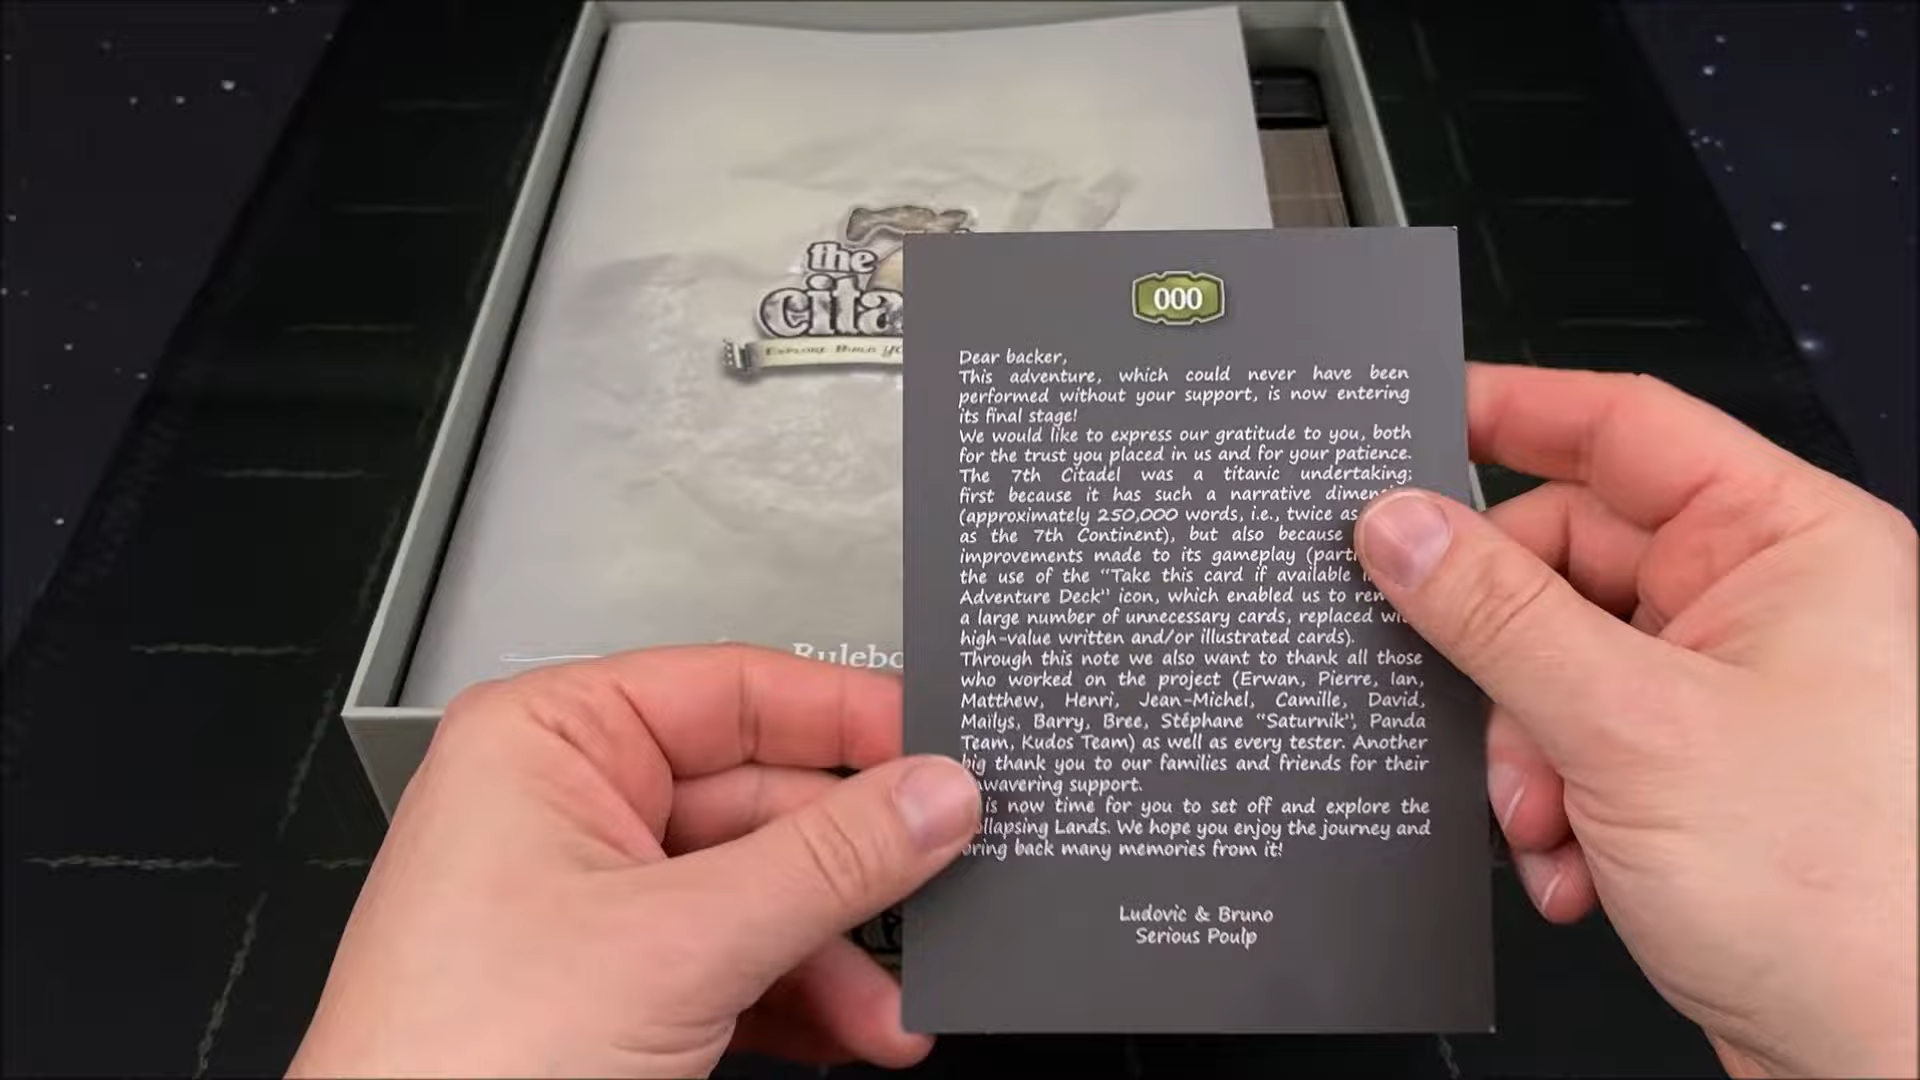 the
cita
EXPLORE BUILD
Rulebo
000
Dear backer,
This adventure, which could never have been
performed without your support, is now entering
its final stage!
We would like to express our gratitude to you, both
for the trust you placed in us and for your patience.
The 7th Citadel was a titanic undertaking;
first because it has such a narrative
(approximately 250,000 words, i.e., twice as
as the 7th Continent), but also because
improvements made to its gameplay
the use of the “Take this card if available
Adventure Deck” icon, which enabled us to
a large number of unnecessary cards, replaced
high-value written and/or illustrated cards).
Through this note we also want to thank all those
who worked on the project (Erwan, Pierre, Ian,
Matthew, Henri, Jean-Michel, Camille, David,
Maïlys, Barry, Bree, Stéphane “Saturnik”, Panda
Team, Kudos Team) as well as every tester. Another
big thank you to our families and friends for their
support.
is now time for you to set off and explore the
Lands. We hope you enjoy the journey and
bring back many memories from it!
Ludovic & Bruno
Serious Poulp